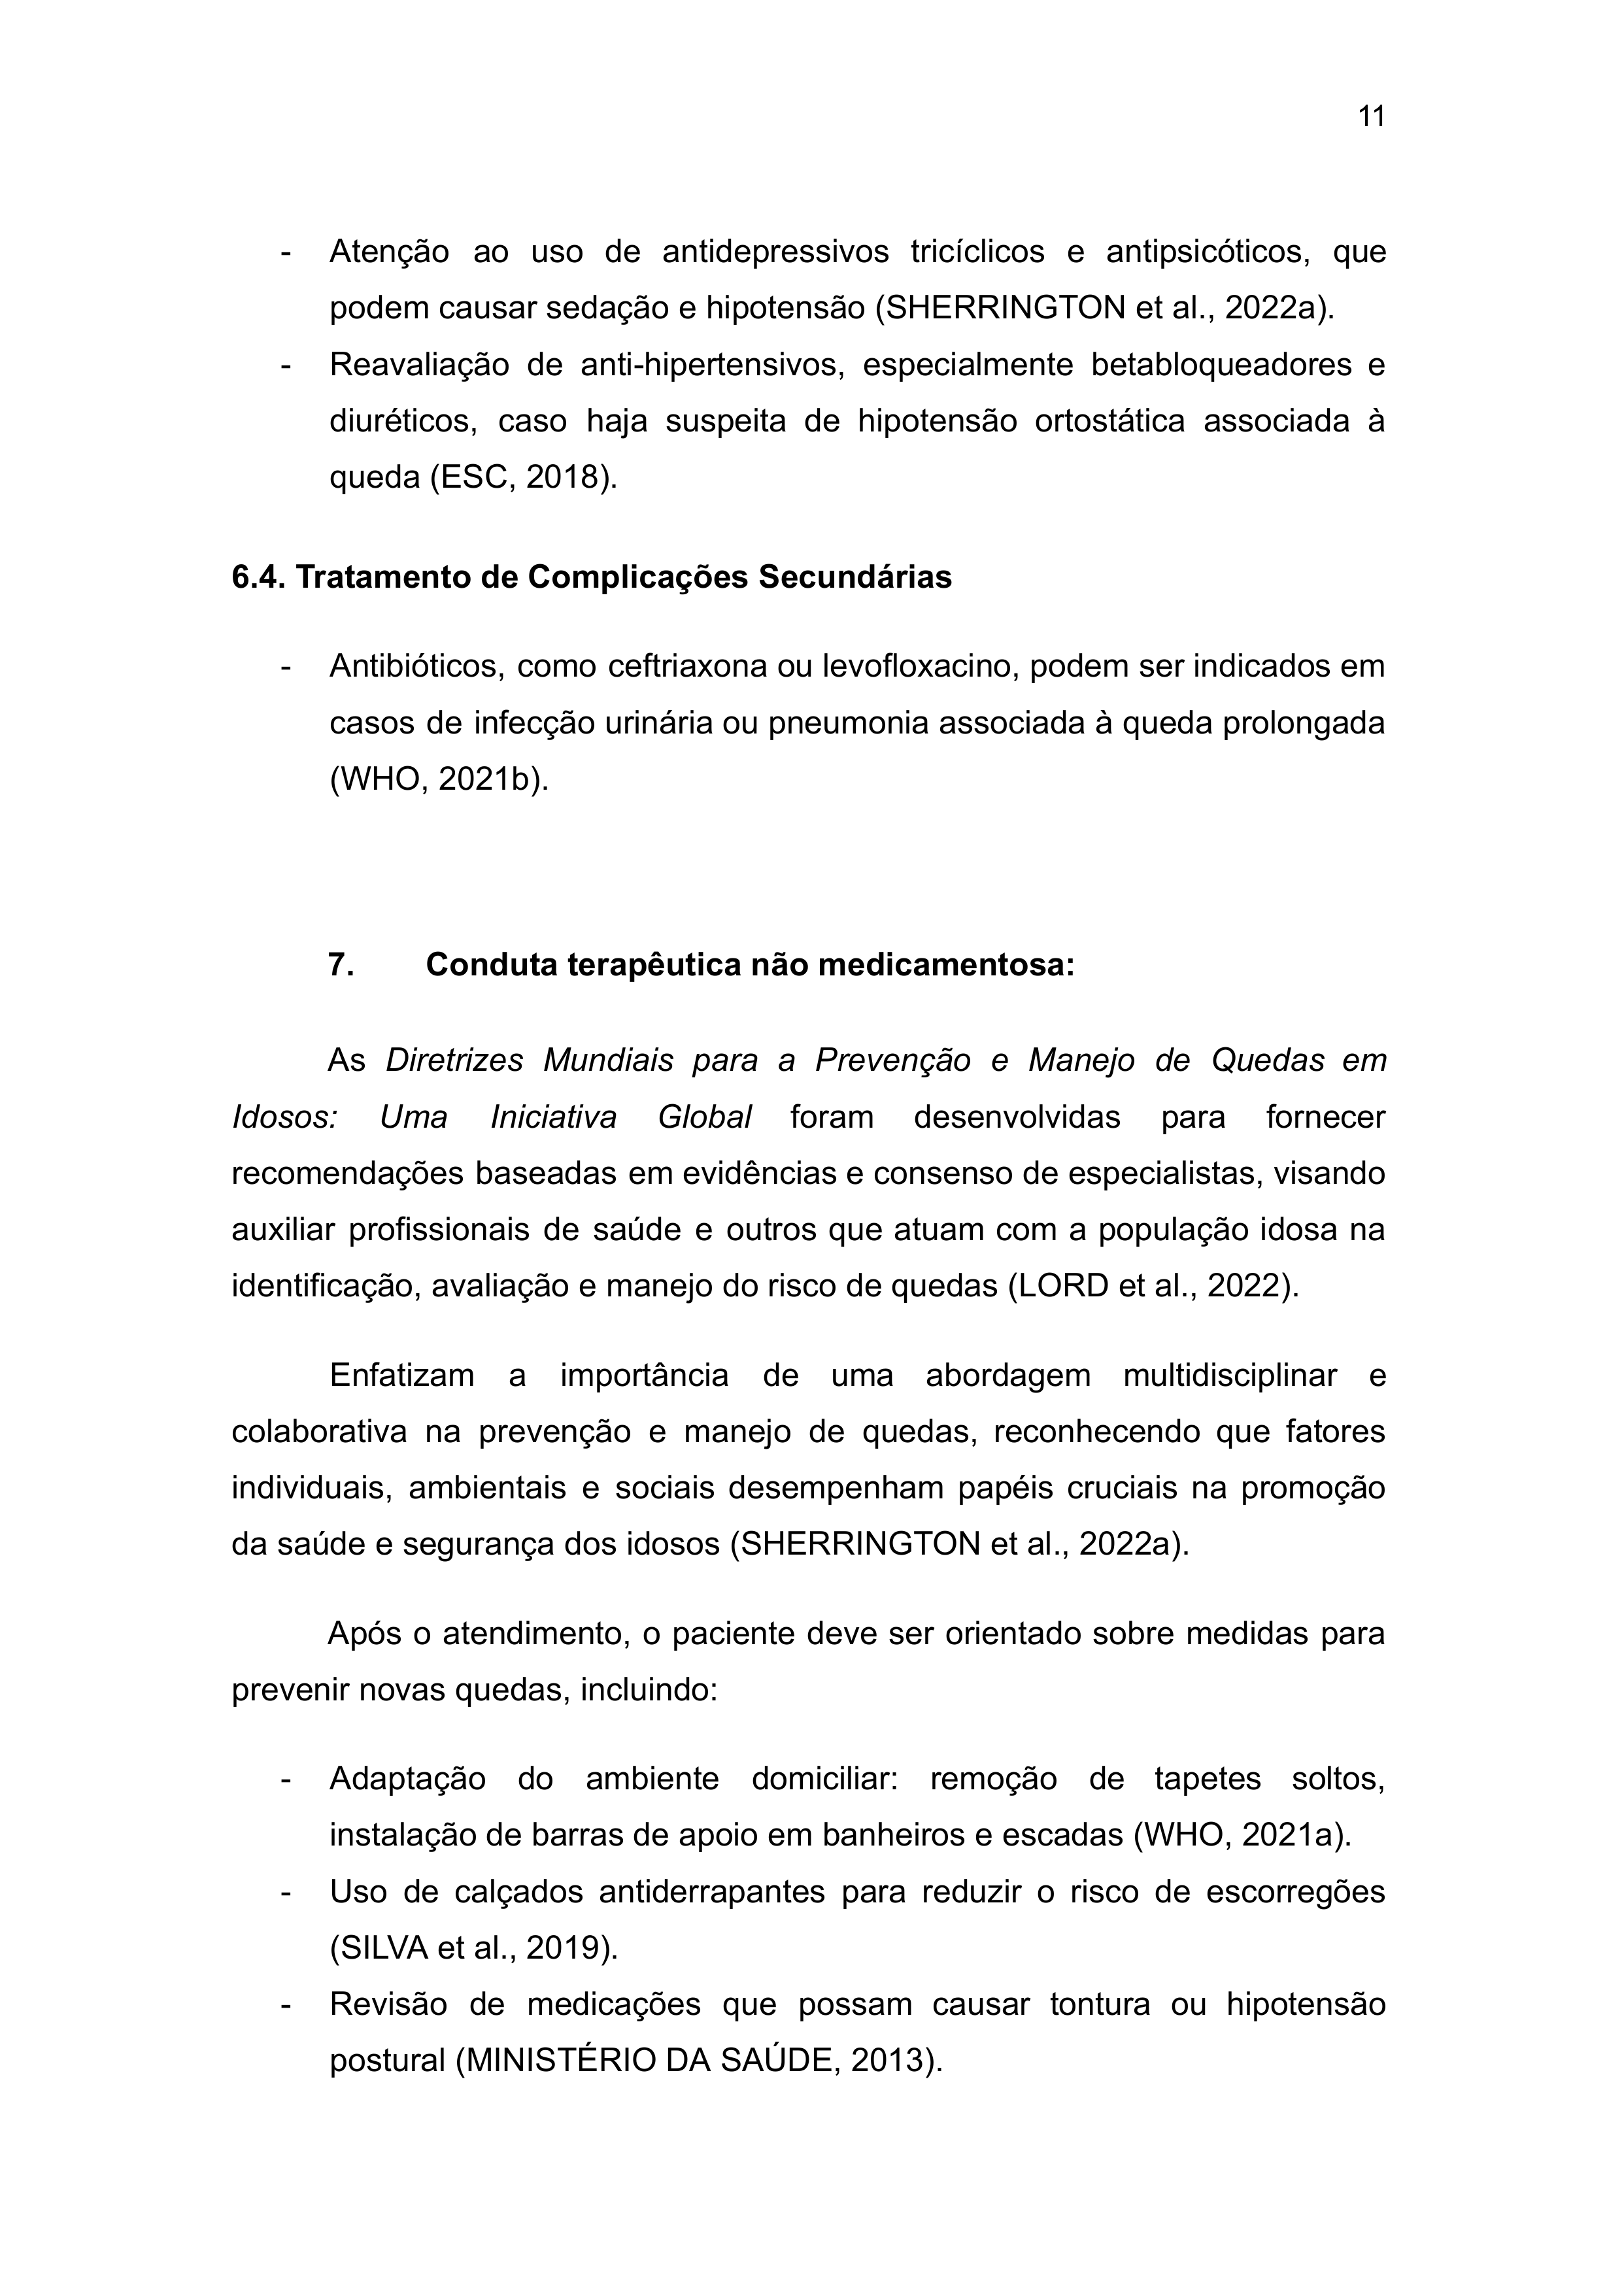 11
- Atenção ao uso de antidepressivos tricíclicos e antipsicóticos, que
podem causar sedação e hipotensão (SHERRINGTON et al., 2022a).
- Reavaliação de anti-hipertensivos, especialmente betabloqueadores e
diuréticos, caso haja suspeita de hipotensão ortostática associada à
queda (ESC, 2018).
6.4. Tratamento de Complicações Secundárias
- Antibióticos, como ceftriaxona ou levofloxacino, podem ser indicados em
casos de infecção urinária ou pneumonia associada à queda prolongada
(WHO, 2021b).
7. Conduta terapêutica não medicamentosa:
As Diretrizes Mundiais para a Prevenção e Manejo de Quedas em
Idosos: Uma Iniciativa Global foram desenvolvidas para fornecer
recomendações baseadas em evidências e consenso de especialistas, visando
auxiliar profissionais de saúde e outros que atuam com a população idosa na
identificação, avaliação e manejo do risco de quedas (LORD et al., 2022).
Enfatizam a importância de uma abordagem multidisciplinar e
colaborativa na prevenção e manejo de quedas, reconhecendo que fatores
individuais, ambientais e sociais desempenham papéis cruciais na promoção
da saúde e segurança dos idosos (SHERRINGTON et al., 2022a).
Após o atendimento, o paciente deve ser orientado sobre medidas para
prevenir novas quedas, incluindo:
- Adaptação do ambiente domiciliar: remoção de tapetes soltos,
instalação de barras de apoio em banheiros e escadas (WHO, 2021a).
- Uso de calçados antiderrapantes para reduzir o risco de escorregões
(SILVA et al., 2019).
- Revisão de medicações que possam causar tontura ou hipotensão
postural (MINISTÉRIO DA SAÚDE, 2013).